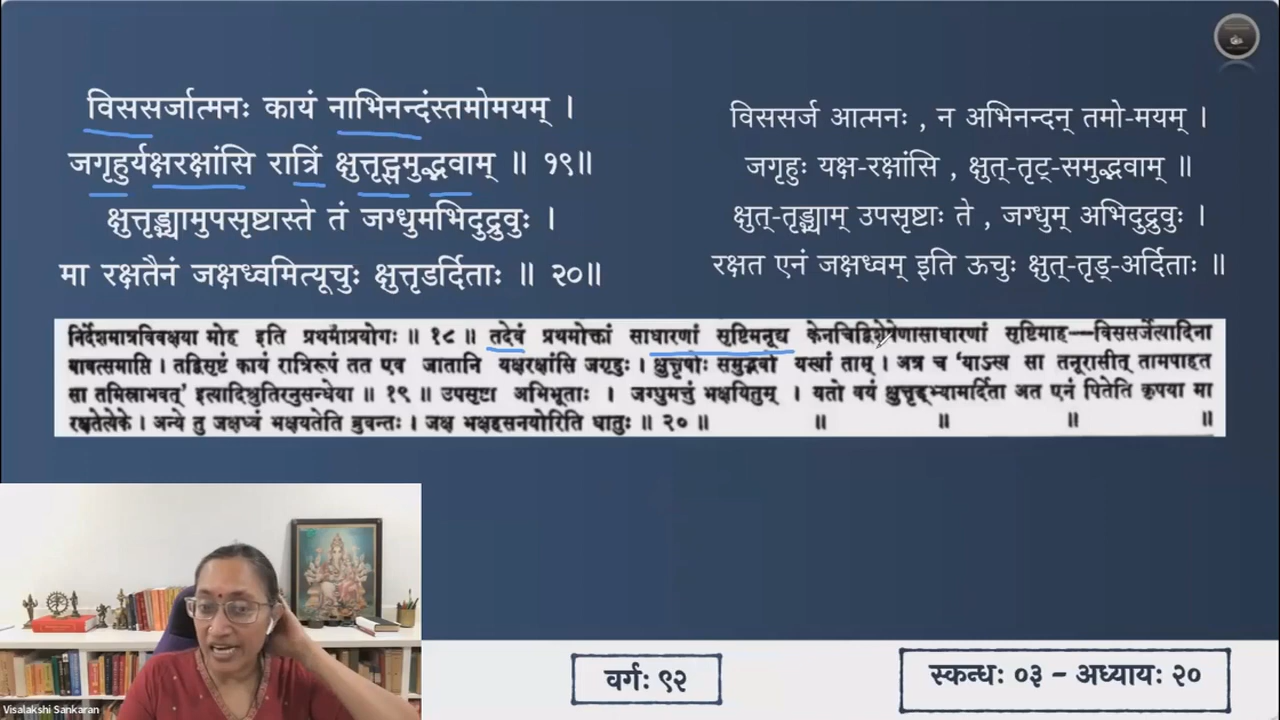 विससर्जात्मनः कायं नाभिनन्दंस्तमोमयम् ।
जगृहुर्यक्षरक्षांसि रात्रिं क्षुत्तृट्समुद्भवाम् ॥ १९॥
क्षुत्तृड्भ्यामुपसृष्टास्ते तं जग्धुमभिदुद्रुवुः ।
मा रक्षतैनं जक्षध्वमित्यूचुः क्षुत्तृडर्दिताः ॥ २०॥
विससर्ज आत्मनः , न अभिनन्दन् तमो-मयम् ।
जगृहुः यक्ष-रक्षांसि , क्षुत्-तृट्-समुद्भवाम् ॥
क्षुत्-तृड्भ्याम् उपसृष्टाः ते , जग्धुम् अभिदुद्रुवुः ।
रक्षत एनं जक्षध्वम् इति ऊचुः क्षुत्-तृड्-अर्दिताः ॥
निर्देशमात्रविवक्षया मोह इति प्रथमाप्रयोगः ॥ १८ ॥ तदेवं प्रथमोक्तां साधारणां सृष्टिमनूद्य केनचिद्विशेषेणासाधारणां सृष्टिमाह—विससर्जेत्यादिना
यावत्समाप्ति । तद्विसृष्टं कायं रात्रिरूपं तत एव जातानि यक्षरक्षांसि जगृहुः । क्षुत्तृषोः समुद्भवो यस्यां ताम् । अत्र च 'याऽस्य सा तनूरासीत् तामपाहत
सा तमिस्राभवत्' इत्यादिश्रुतिरनुसन्धेया ॥ १९ ॥ उपसृष्टा अभिभूताः । जग्धुमत्तुं भक्षयितुम् । यतो वयं क्षुत्तृड्भ्यामर्दिता अत एनं पितेति कृपया मा
रक्षतेत्येके । अन्ये तु जक्षध्वं भक्षयतेति ब्रुवन्तः । जक्ष भक्षहसनयोरिति धातुः ॥ २० ॥ ॥ ॥ ॥ ॥
Visalakshi Sankaran
वर्गः ९२
स्कन्धः ०३ - अध्यायः २०